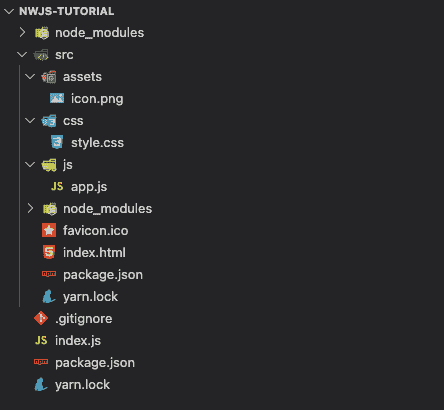 NWJS-TUTORIAL
node_modules
src
assets
icon.png
css
style.css
js
JS app.js
node_modules
favicon.ico
index.html
package.json
yarn.lock
.gitignore
JS index.js
package.json
yarn.lock